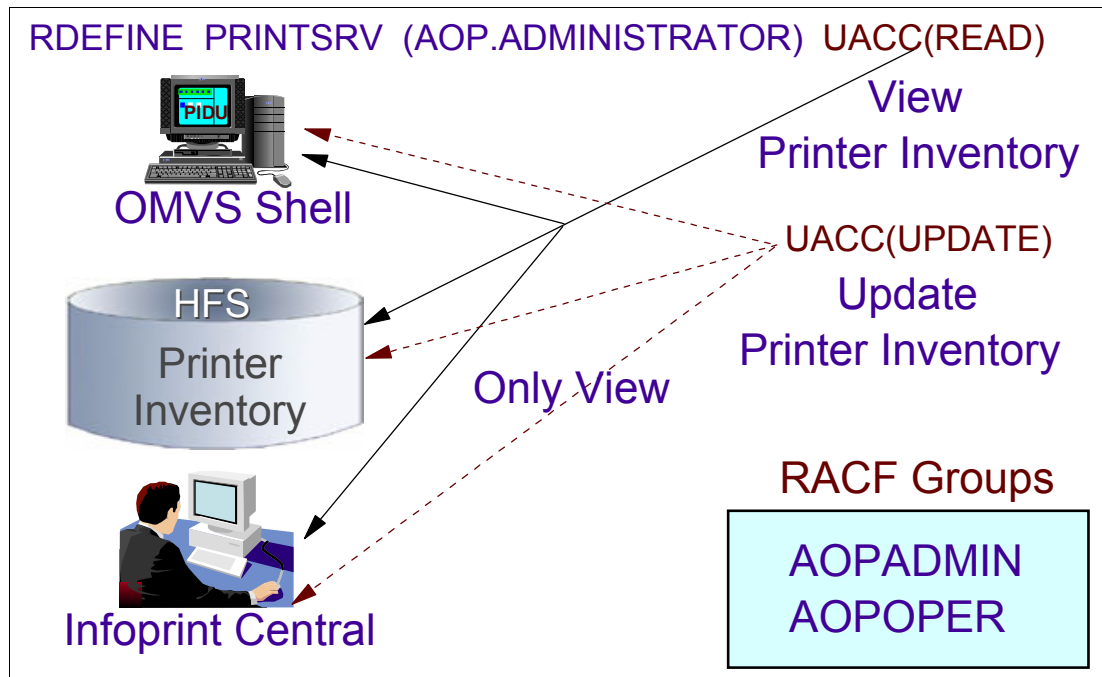 RDEFINE PRINTSRV (AOP.ADMINISTRATOR) UACC(READ)
PIDU
OMVS Shell
View
Printer Inventory
UACC(UPDATE)
Update
Printer Inventory
HFS
Printer
Inventory
Only View
Infoprint Central
RACF Groups
AOPADMIN
AOPOPER